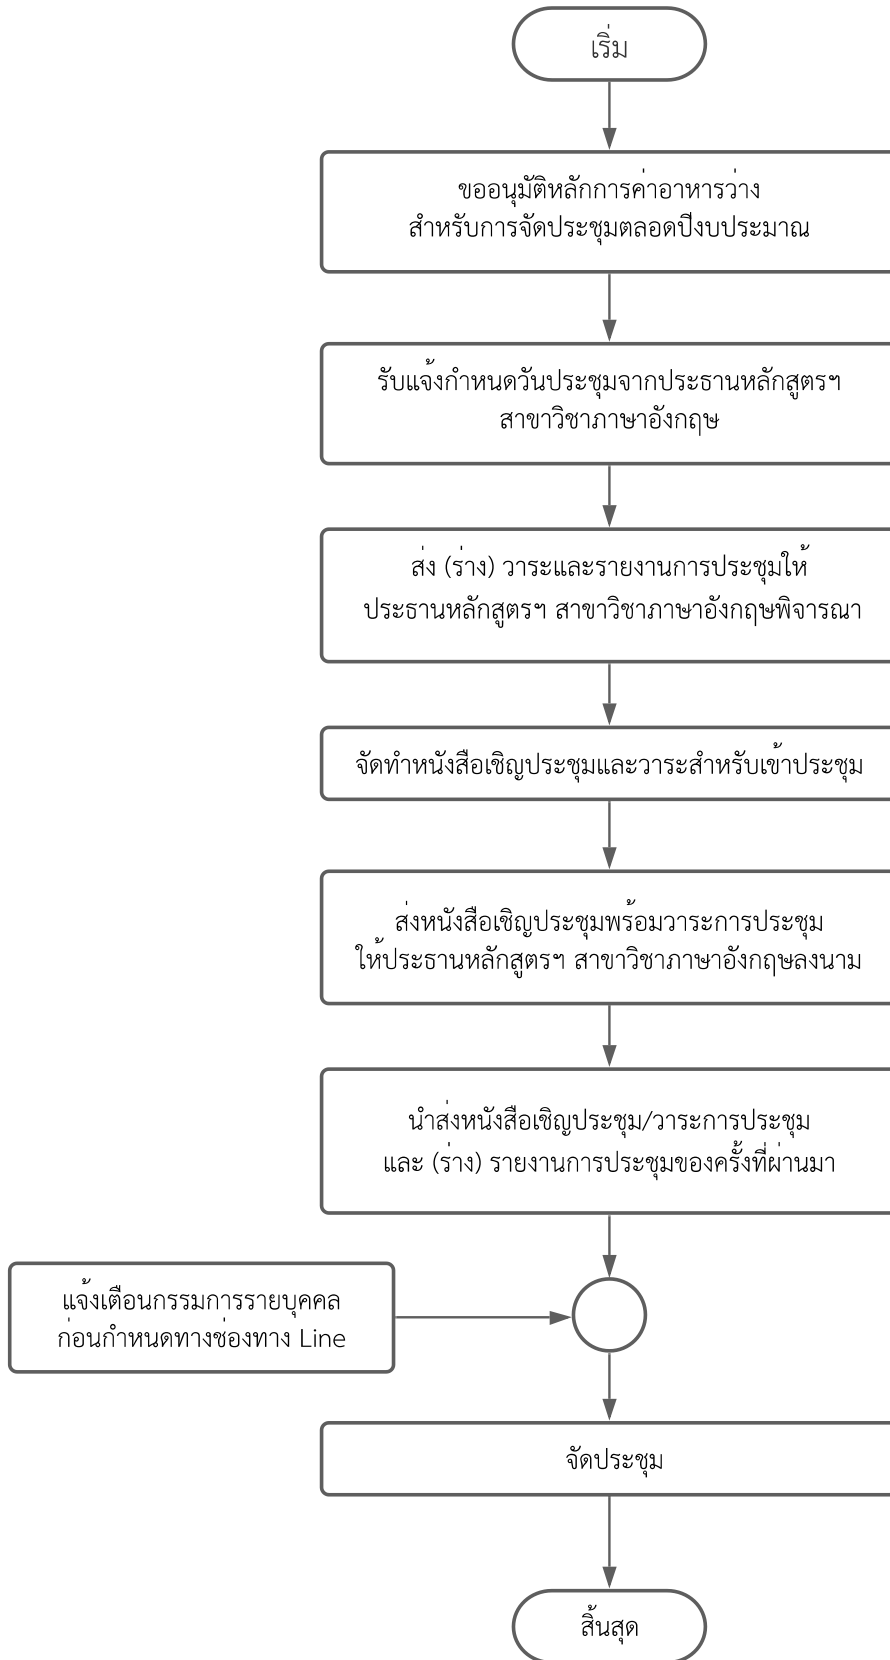 เริ่ม
ขออนุมัติหลักการค่าอาหารว่าง
สำหรับการจัดประชุมตลอดปีงบประมาณ
รับแจ้งกำหนดวันประชุมจากประธานหลักสูตรฯ
สาขาวิชาภาษาอังกฤษ
ส่ง (ร่าง) วาระและรายงานการประชุมให้
ประธานหลักสูตรฯ สาขาวิชาภาษาอังกฤษพิจารณา
จัดทำหนังสือเชิญประชุมและวาระสำหรับเข้าประชุม
ส่งหนังสือเชิญประชุมพร้อมวาระการประชุม
ให้ประธานหลักสูตรฯ สาขาวิชาภาษาอังกฤษลงนาม
นำส่งหนังสือเชิญประชุม/วาระการประชุม
และ (ร่าง) รายงานการประชุมของครั้งที่ผ่านมา
แจ้งเตือนกรรมการรายบุคคล
ก่อนกำหนดทางช่องทาง Line
จัดประชุม
สิ้นสุด